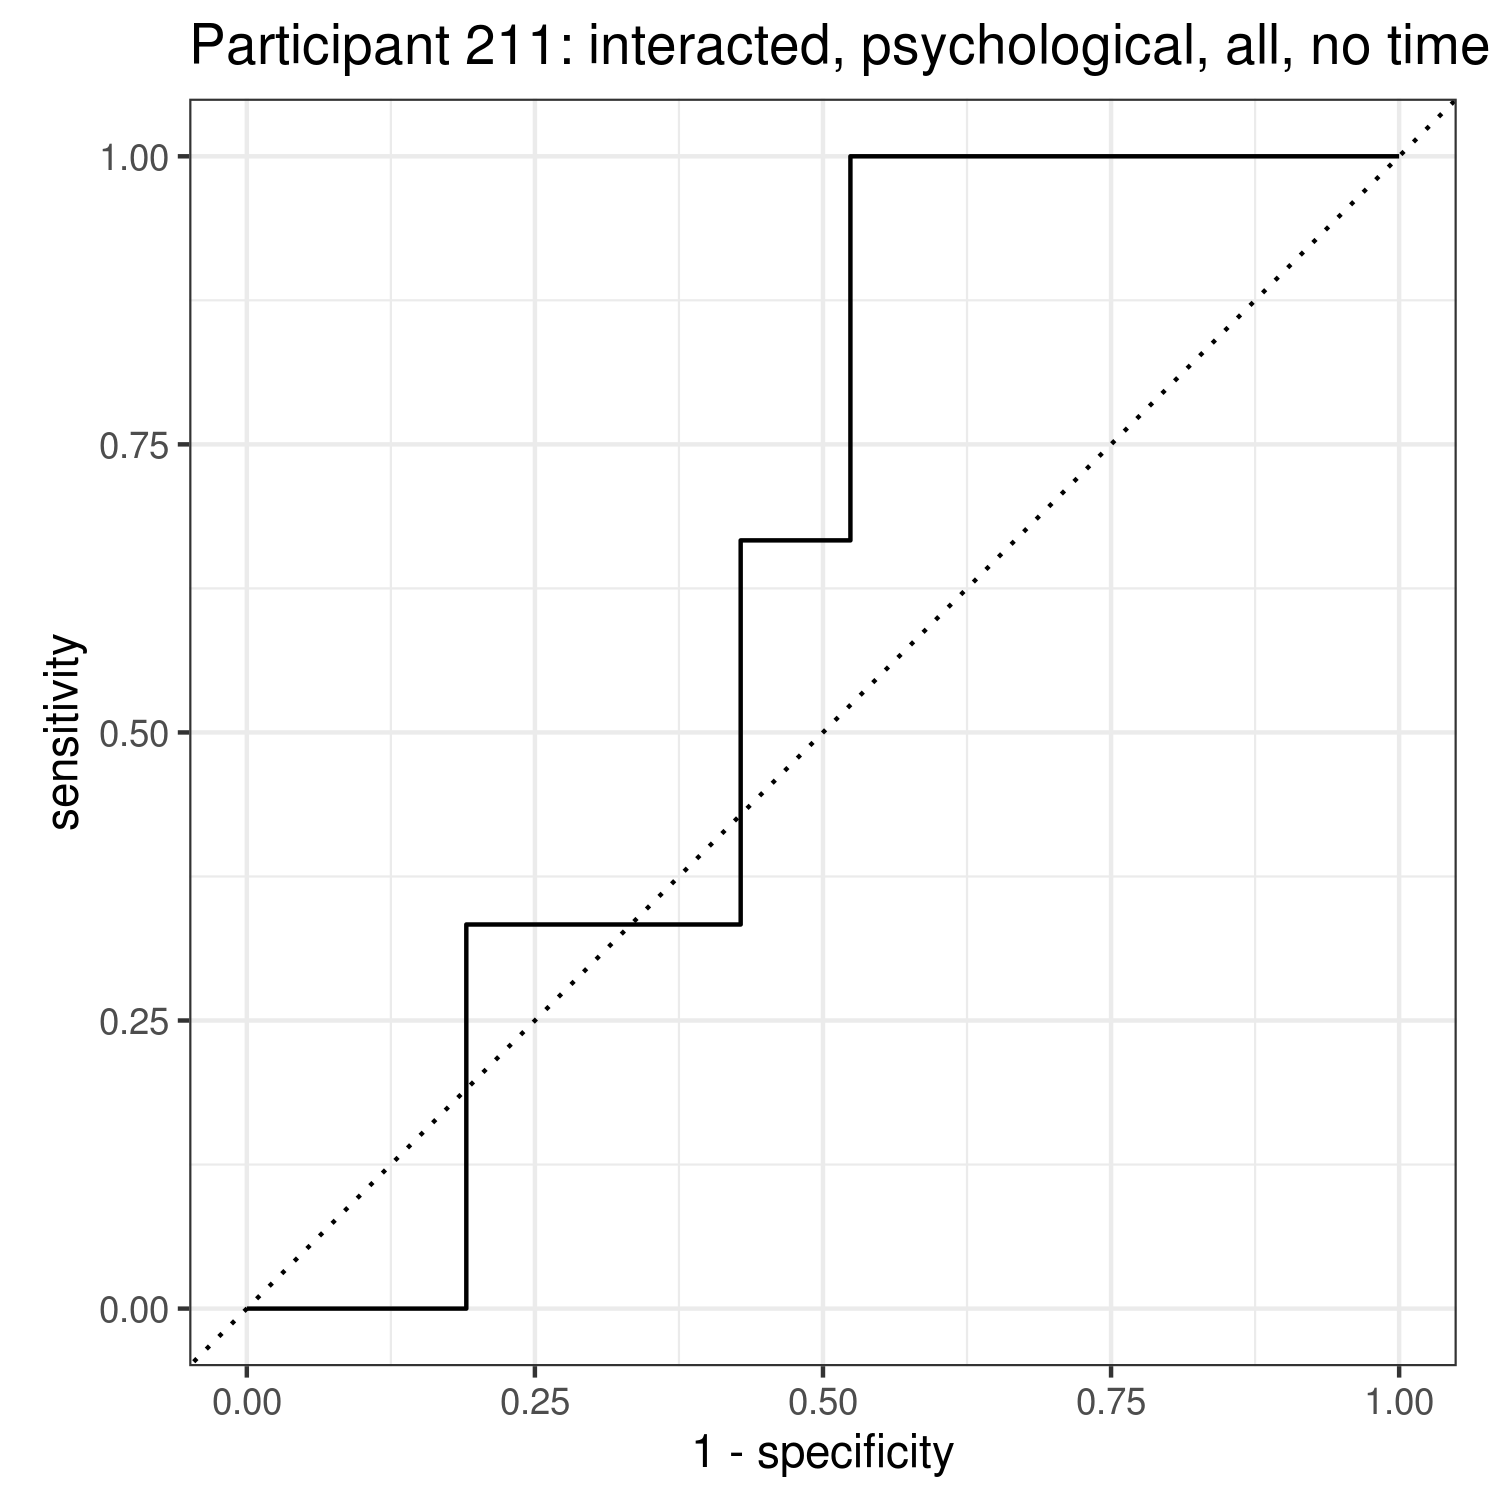 Participant 211: interacted, psychological, all, no time
1.00
0.75
0.50
0.25
0.00
sensitivity
0.00 0.25 0.50 0.75 1.00
1 - specificity